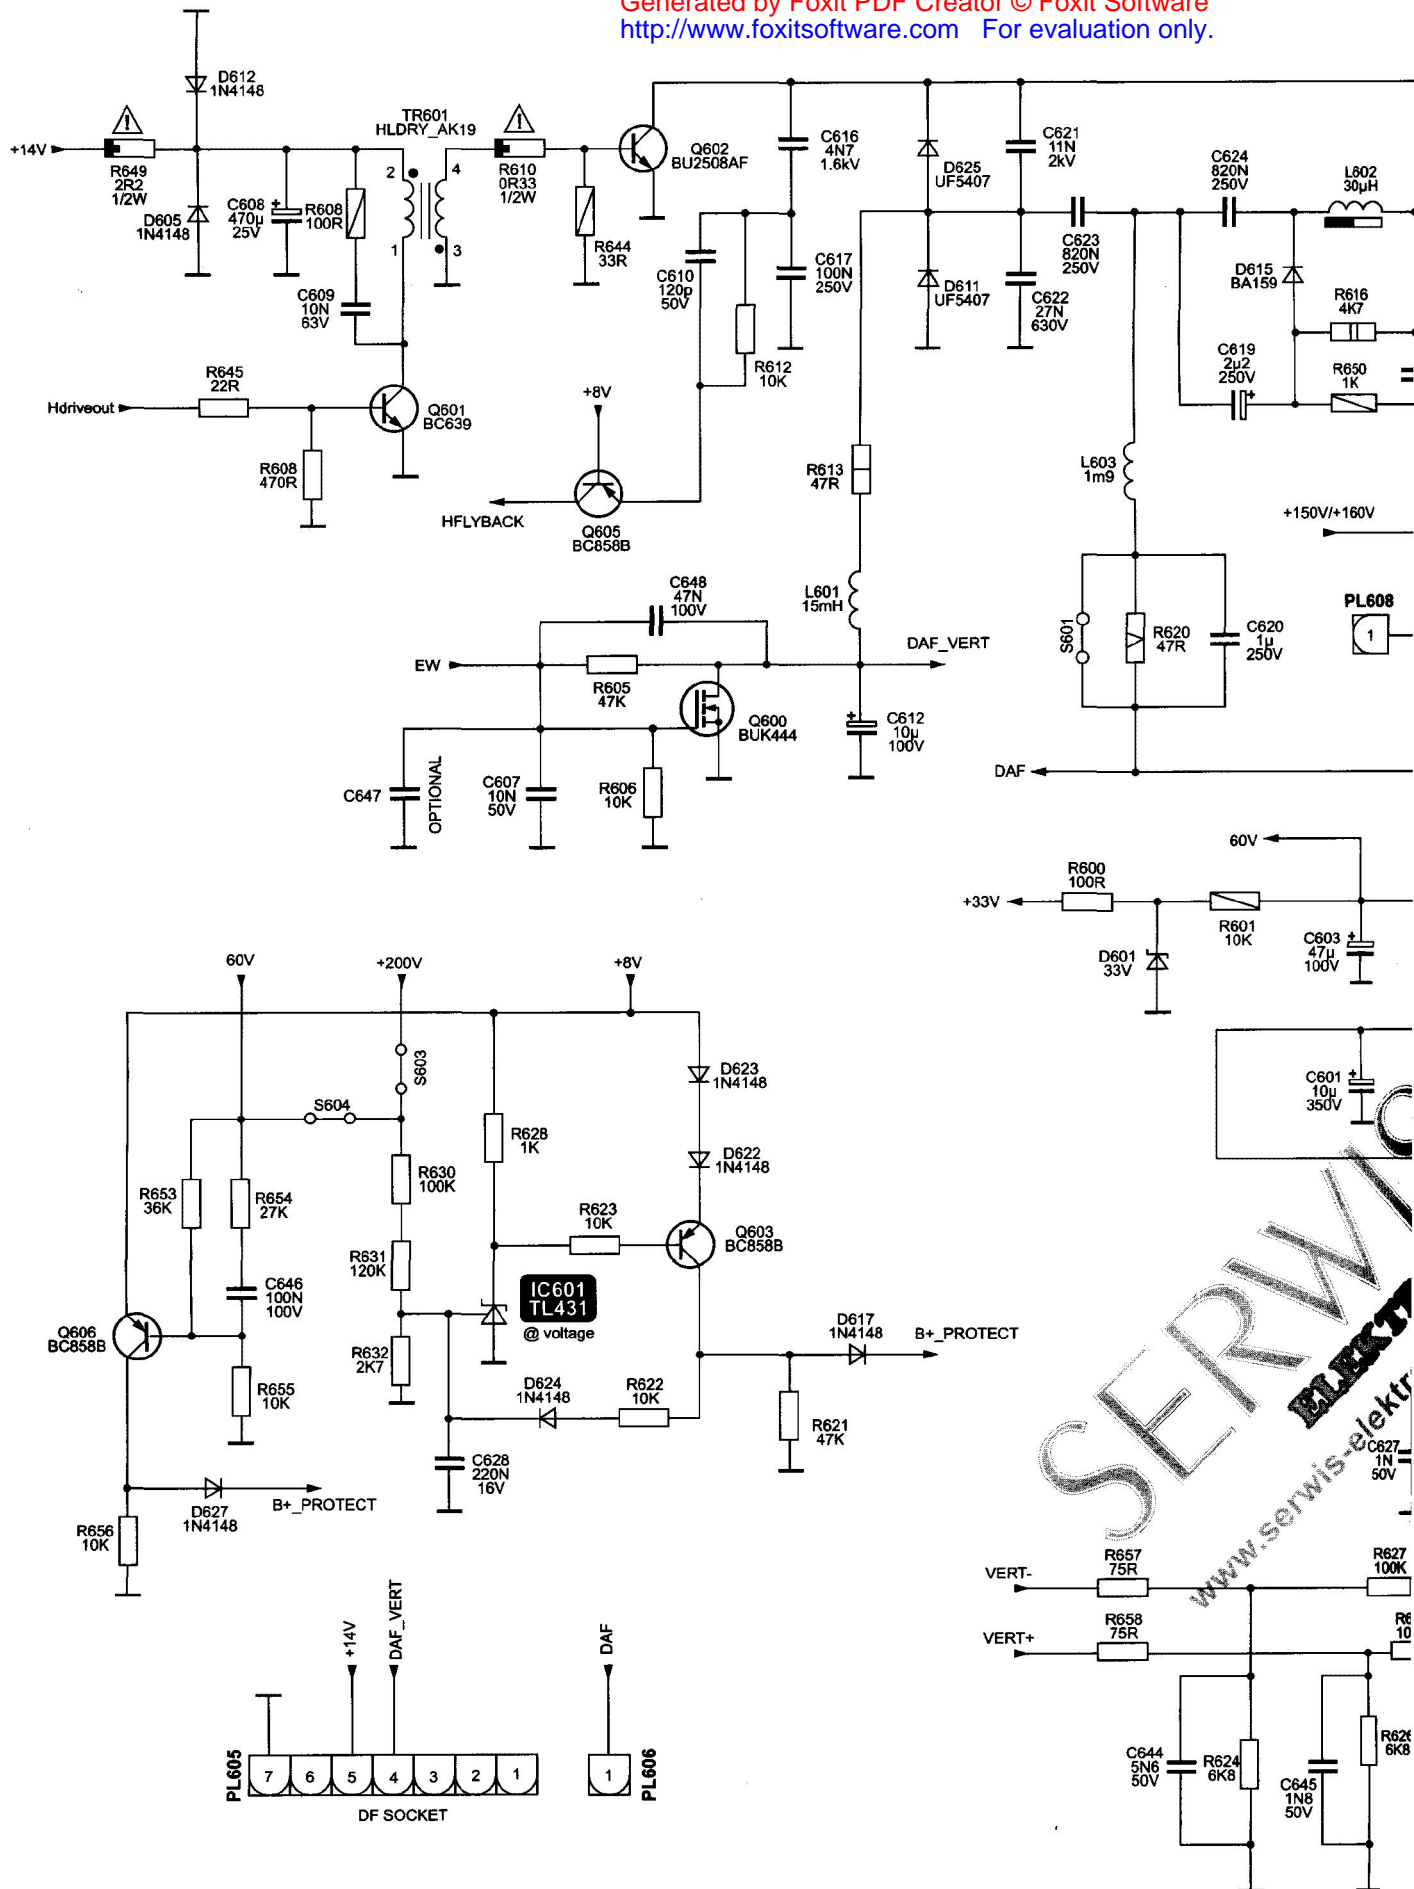 Generated by Foxit PDF Creator © Foxit Software
http://www.foxitsoftware.com For evaluation only.
D612
1N4148
+14V
R649
2R2
1/2W
D605
1N4148
C608
470µ
25V
+
R608
100R
TR601
HLDRY_AK19
2
4
1
3
R610
0R33
1/2W
Q602
BU2508AF
R644
33R
C609
10N
63V
C616
4N7
1.6kV
C610
120p
50V
C617
100N
250V
R612
10K
D625
UF5407
D611
UF5407
C621
11N
2kV
C622
27N
630V
C623
820N
250V
C624
820N
250V
L602
30µH
D615
BA159
R616
4K7
C619
2µ2
250V
+
R650
1K
Hdriveout
R645
22R
Q601
BC639
R608
470R
+8V
HFLYBACK
Q605
BC858B
R613
47R
L603
1m9
+150V/+160V
L601
15mH
C648
47N
100V
EW
R605
47K
DAF_VERT
Q600
BUK444
+
C612
10µ
100V
S601
R620
47R
C620
1µ
250V
PL608
1
C647
OPTIONAL
C607
10N
50V
R606
10K
DAF
60V
+33V
R600
100R
R601
10K
D601
33V
C603
47µ
100V
+
C601
10µ
350V
+
60V
+200V
+8V
S603
S604
D623
1N4148
R628
1K
D622
1N4148
R653
36K
R654
27K
R630
100K
R623
10K
Q603
BC858B
R631
120K
C646
100N
100V
IC601
TL431
@ voltage
Q606
BC858B
R632
2K7
D617
1N4148
B+_PROTECT
R655
10K
D624
1N4148
R622
10K
R621
47K
C628
220N
16V
D627
1N4148
B+_PROTECT
R656
10K
C627
1N
50V
VERT-
R657
75R
R627
100K
VERT+
R658
75R
C644
5N6
50V
R624
6K8
C645
1N8
50V
R626
6K8
+14V
DAF_VERT
DAF
PL605
7
6
5
4
3
2
1
DF SOCKET
1
PL606